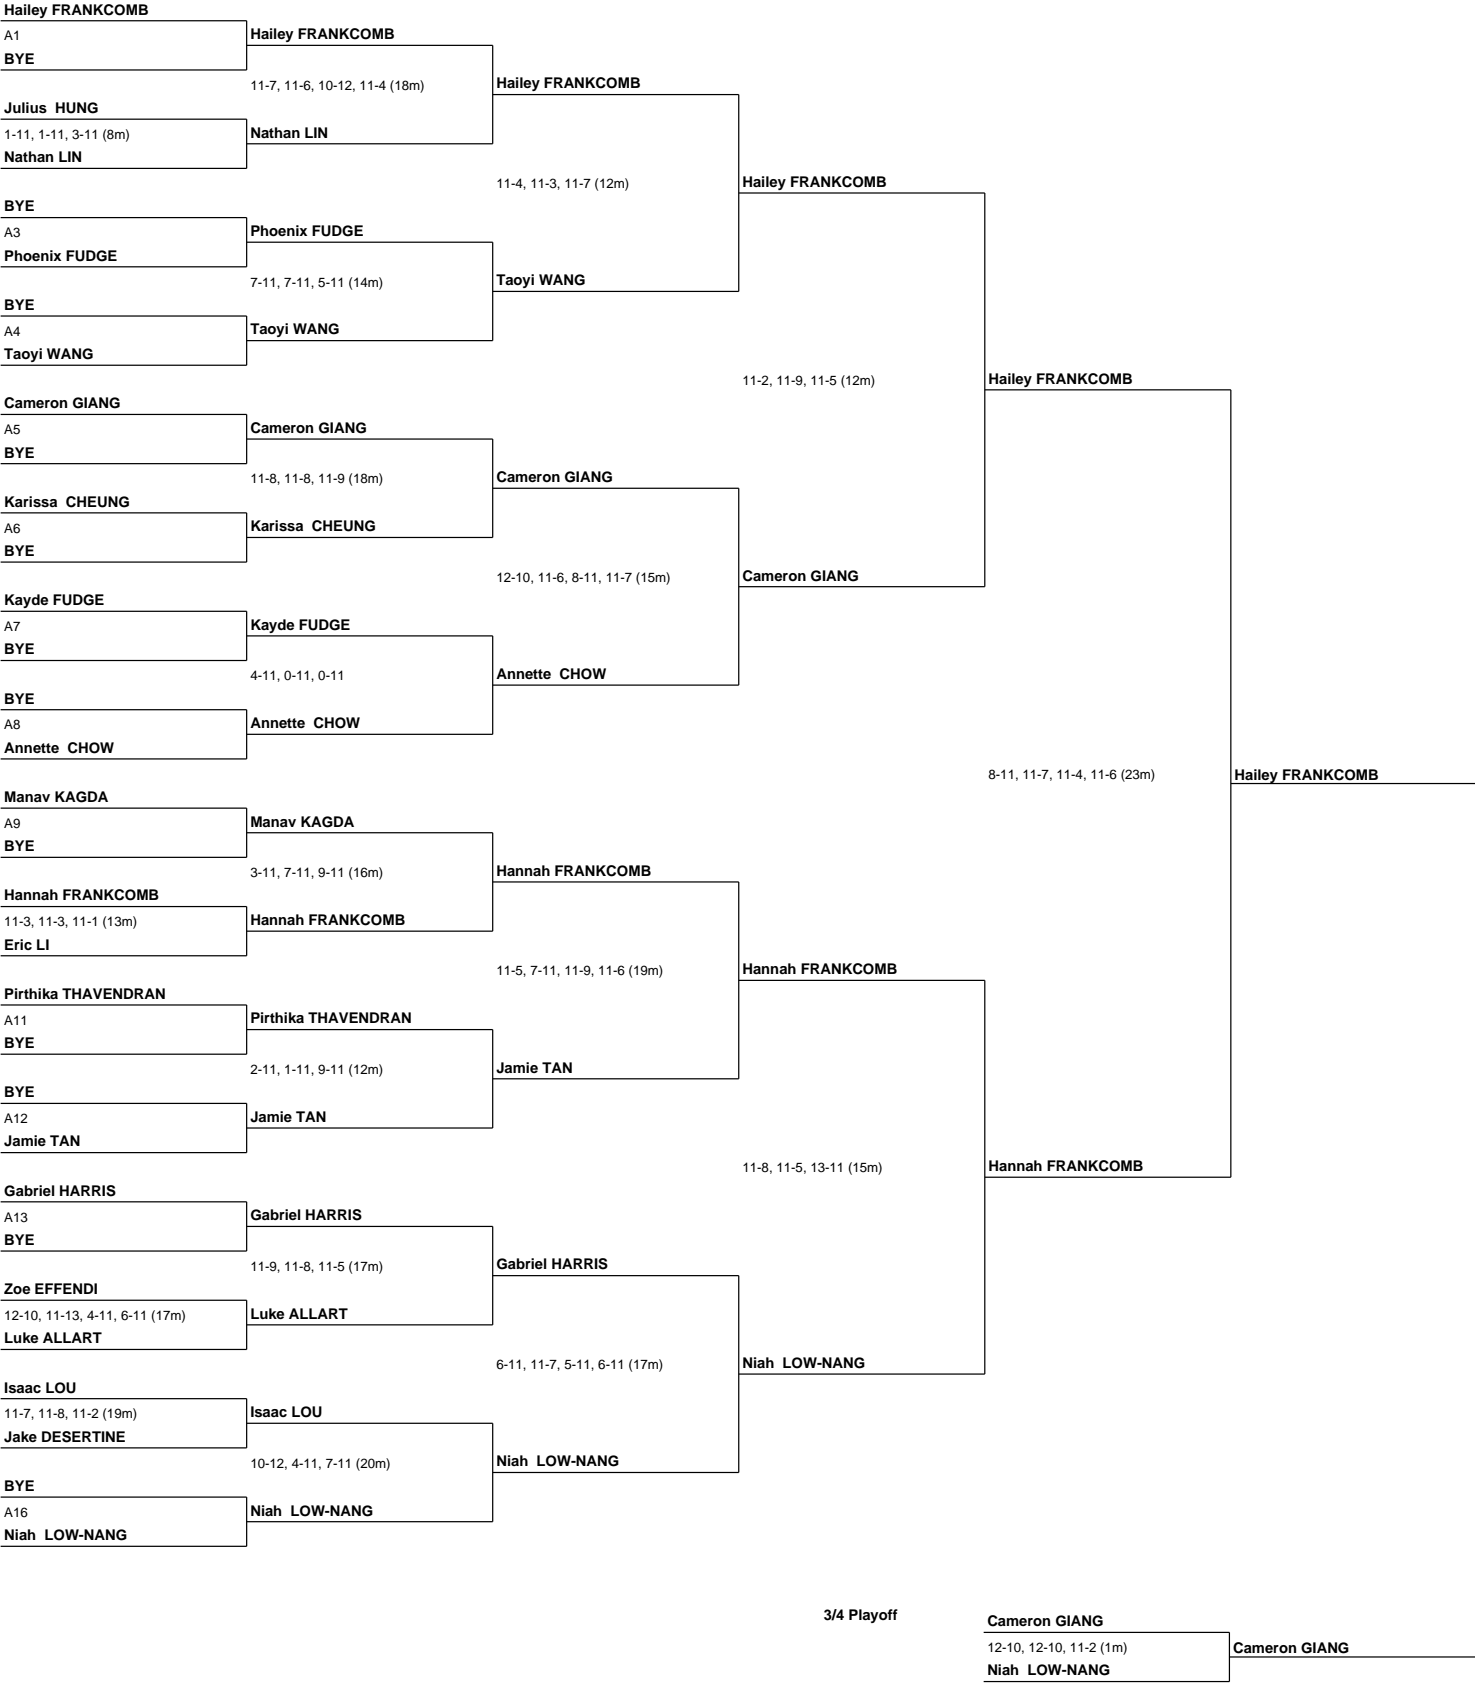 Hailey FRANKCOMB
A1
BYE
Julius  HUNG
1-11, 1-11, 3-11 (8m)
Nathan LIN
BYE
A3
Phoenix FUDGE
BYE
A4
Taoyi WANG
Cameron GIANG
A5
BYE
Karissa  CHEUNG
A6
BYE
Kayde FUDGE
A7
BYE
BYE
A8
Annette  CHOW
Manav KAGDA
A9
BYE
Hannah FRANKCOMB
11-3, 11-3, 11-1 (13m)
Eric LI
Pirthika THAVENDRAN
A11
BYE
BYE
A12
Jamie TAN
Gabriel HARRIS
A13
BYE
Zoe EFFENDI
12-10, 11-13, 4-11, 6-11 (17m)
Luke ALLART
Isaac LOU
11-7, 11-8, 11-2 (19m)
Jake DESERTINE
BYE
A16
Niah  LOW-NANG
Hailey FRANKCOMB
11-7, 11-6, 10-12, 11-4 (18m)
Nathan LIN
Phoenix FUDGE
7-11, 7-11, 5-11 (14m)
Taoyi WANG
Cameron GIANG
11-8, 11-8, 11-9 (18m)
Karissa  CHEUNG
Kayde FUDGE
4-11, 0-11, 0-11
Annette  CHOW
Manav KAGDA
3-11, 7-11, 9-11 (16m)
Hannah FRANKCOMB
Pirthika THAVENDRAN
2-11, 1-11, 9-11 (12m)
Jamie TAN
Gabriel HARRIS
11-9, 11-8, 11-5 (17m)
Luke ALLART
Isaac LOU
10-12, 4-11, 7-11 (20m)
Niah  LOW-NANG
Hailey FRANKCOMB
11-4, 11-3, 11-7 (12m)
Taoyi WANG
Cameron GIANG
12-10, 11-6, 8-11, 11-7 (15m)
Annette  CHOW
Hannah FRANKCOMB
11-5, 7-11, 11-9, 11-6 (19m)
Jamie TAN
Gabriel HARRIS
6-11, 11-7, 5-11, 6-11 (17m)
Niah  LOW-NANG
Hailey FRANKCOMB
11-2, 11-9, 11-5 (12m)
Cameron GIANG
Hannah FRANKCOMB
11-8, 11-5, 13-11 (15m)
Niah  LOW-NANG
Hailey FRANKCOMB
8-11, 11-7, 11-4, 11-6 (23m)
Hannah FRANKCOMB
Hailey FRANKCOMB
3/4 Playoff
Cameron GIANG
12-10, 12-10, 11-2 (1m)
Niah  LOW-NANG
Cameron GIANG